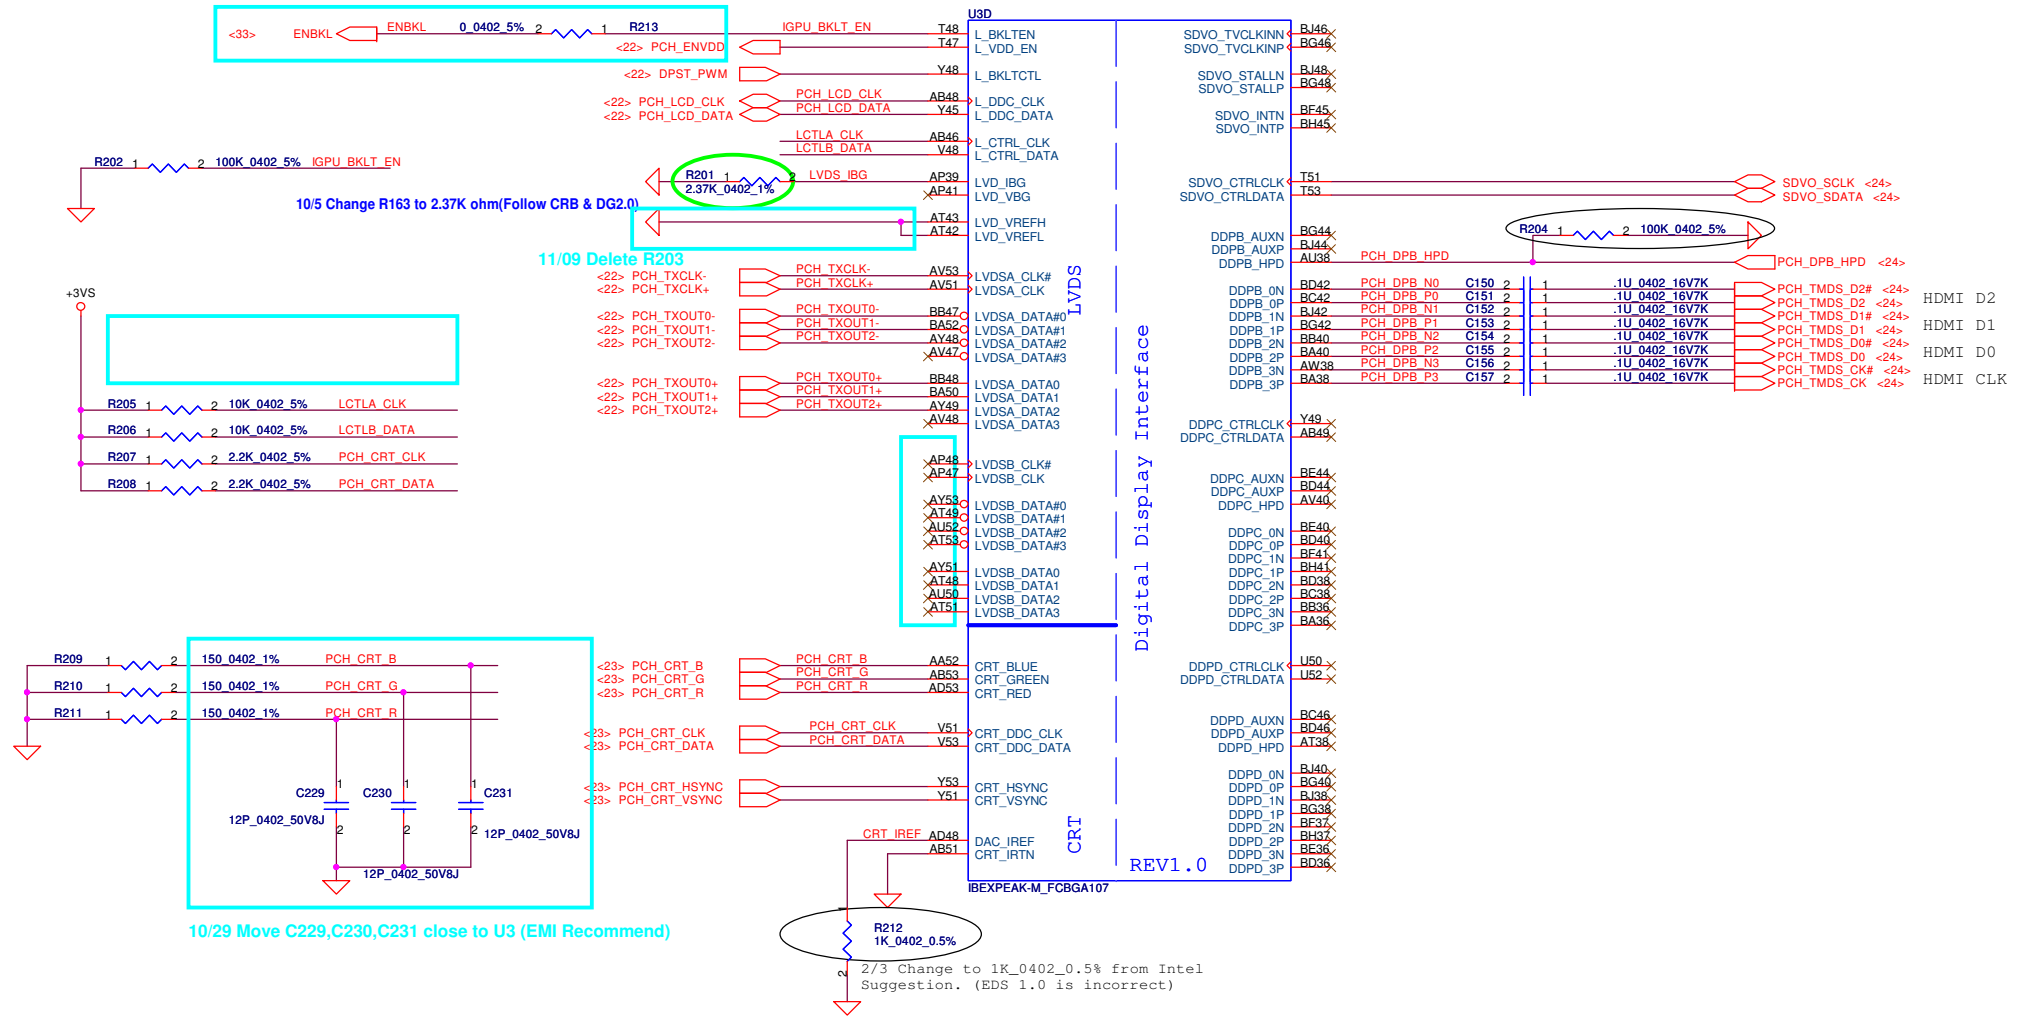 U3D
<33> ENBKL ENBKL 0_0402_5% 2 1 R213 IGPU_BKLT_EN T48 L_BKLTEN
<22> PCH_ENVDD T47 L_VDD_EN
<22> DPST_PWM Y48 L_BKLTCTL
<22> PCH_LCD_CLK PCH_LCD_CLK AB48 L_DDC_CLK
<22> PCH_LCD_DATA PCH_LCD_DATA Y45 L_DDC_DATA
LCTLA_CLK AB46 L_CTRL_CLK
LCTLB_DATA V48 L_CTRL_DATA
R202 1 2 100K_0402_5% IGPU_BKLT_EN
R201 1 2 LVDS_IBG AP39 LVD_IBG
2.37K_0402_1%
AP41 LVD_VBG
10/5 Change R163 to 2.37K ohm(Follow CRB & DG2.0)
AT43 LVD_VREFH
AT42 LVD_VREFL
11/09 Delete R203
<22> PCH_TXCLK- PCH_TXCLK- AV53 LVDSA_CLK#
<22> PCH_TXCLK+ PCH_TXCLK+ AV51 LVDSA_CLK
<22> PCH_TXOUT0- PCH_TXOUT0- BB47 LVDSA_DATA#0
<22> PCH_TXOUT1- PCH_TXOUT1- BA52 LVDSA_DATA#1
<22> PCH_TXOUT2- PCH_TXOUT2- AY48 LVDSA_DATA#2
AV47 LVDSA_DATA#3
<22> PCH_TXOUT0+ PCH_TXOUT0+ BB48 LVDSA_DATA0
<22> PCH_TXOUT1+ PCH_TXOUT1+ BA50 LVDSA_DATA1
<22> PCH_TXOUT2+ PCH_TXOUT2+ AY49 LVDSA_DATA2
AV48 LVDSA_DATA3
+3VS
R205 1 2 10K_0402_5% LCTLA_CLK
R206 1 2 10K_0402_5% LCTLB_DATA
R207 1 2 2.2K_0402_5% PCH_CRT_CLK
R208 1 2 2.2K_0402_5% PCH_CRT_DATA
AP48 LVDSB_CLK#
AP47 LVDSB_CLK
AY53 LVDSB_DATA#0
AT49 LVDSB_DATA#1
AU52 LVDSB_DATA#2
AT53 LVDSB_DATA#3
AY51 LVDSB_DATA0
AT48 LVDSB_DATA1
AU50 LVDSB_DATA2
AT51 LVDSB_DATA3
LVDS
Digital Display Interface
R209 1 2 150_0402_1% PCH_CRT_B
R210 1 2 150_0402_1% PCH_CRT_G
R211 1 2 150_0402_1% PCH_CRT_R
1 1 1
C229 C230 C231
12P_0402_50V8J
2 2 2 12P_0402_50V8J
12P_0402_50V8J
10/29 Move C229,C230,C231 close to U3 (EMI Recommend)
<23> PCH_CRT_B PCH_CRT_B AA52 CRT_BLUE
<23> PCH_CRT_G PCH_CRT_G AB53 CRT_GREEN
<23> PCH_CRT_R PCH_CRT_R AD53 CRT_RED
<23> PCH_CRT_CLK PCH_CRT_CLK V51 CRT_DDC_CLK
<23> PCH_CRT_DATA PCH_CRT_DATA V53 CRT_DDC_DATA
<23> PCH_CRT_HSYNC Y53 CRT_HSYNC
<23> PCH_CRT_VSYNC Y51 CRT_VSYNC
CRT_IREF AD48 DAC_IREF
AB51 CRT_IRTN
CRT
REV1.0
IBEXPEAK-M_FCBGA107
1
R212
1K_0402_0.5%
2
2/3 Change to 1K_0402_0.5% from Intel
Suggestion. (EDS 1.0 is incorrect)
SDVO_TVCLKINN BJ46
SDVO_TVCLKINP BG46
SDVO_STALLN BJ48
SDVO_STALLP BG48
SDVO_INTN BF45
SDVO_INTP BH45
SDVO_CTRLCLK T51 SDVO_SCLK <24>
SDVO_CTRLDATA T53 SDVO_SDATA <24>
R204 1 2 100K_0402_5%
DDPB_AUXN BG44
DDPB_AUXP BJ44
DDPB_HPD AU38 PCH_DPB_HPD PCH_DPB_HPD <24>
DDPB_0N BD42 PCH_DPB_N0 C150 2 1 .1U_0402_16V7K PCH_TMDS_D2# <24>
HDMI D2
DDPB_0P BC42 PCH_DPB_P0 C151 2 1 .1U_0402_16V7K PCH_TMDS_D2 <24>
DDPB_1N BJ42 PCH_DPB_N1 C152 2 1 .1U_0402_16V7K PCH_TMDS_D1# <24>
HDMI D1
DDPB_1P BG42 PCH_DPB_P1 C153 2 1 .1U_0402_16V7K PCH_TMDS_D1 <24>
DDPB_2N BB40 PCH_DPB_N2 C154 2 1 .1U_0402_16V7K PCH_TMDS_D0# <24>
HDMI D0
DDPB_2P BA40 PCH_DPB_P2 C155 2 1 .1U_0402_16V7K PCH_TMDS_D0 <24>
DDPB_3N AW38 PCH_DPB_N3 C156 2 1 .1U_0402_16V7K PCH_TMDS_CK# <24>
HDMI CLK
DDPB_3P BA38 PCH_DPB_P3 C157 2 1 .1U_0402_16V7K PCH_TMDS_CK <24>
DDPC_CTRLCLK Y49
DDPC_CTRLDATA AB49
DDPC_AUXN BE44
DDPC_AUXP BD44
DDPC_HPD AV40
DDPC_0N BE40
DDPC_0P BD40
DDPC_1N BF41
DDPC_1P BH41
DDPC_2N BD38
DDPC_2P BC38
DDPC_3N BB36
DDPC_3P BA36
DDPD_CTRLCLK U50
DDPD_CTRLDATA U52
DDPD_AUXN BC46
DDPD_AUXP BD46
DDPD_HPD AT38
DDPD_0N BJ40
DDPD_0P BG40
DDPD_1N BJ38
DDPD_1P BG38
DDPD_2N BF37
DDPD_2P BH37
DDPD_3N BE36
DDPD_3P BD36